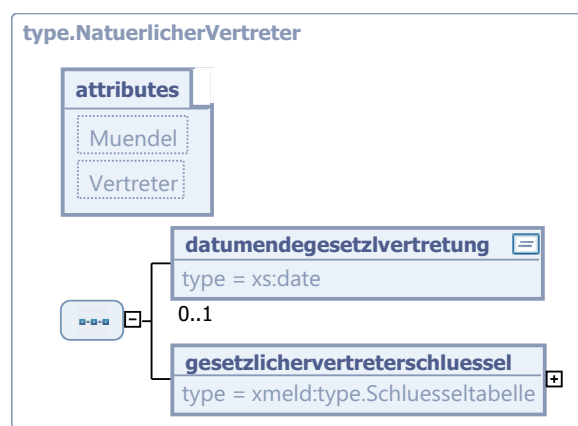 type.NatuerlicherVertreter
attributes
Muendel
Vertreter
datumendegesetzlvertretung
type = xs:date
0..1
gesetzlichervertreterschluessel
type = xmeld:type.Schluesseltabelle